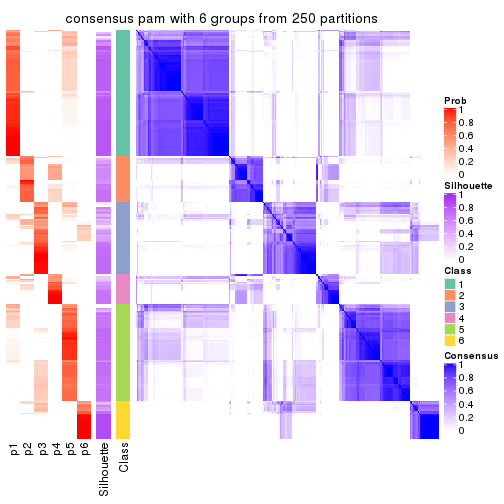 consensus pam with 6 groups from 250 partitions
Prob
1
0.8
0.6
0.4
0.2
0
Silhouette
1
0.8
0.6
0.4
0.2
0
Class
1
2
3
4
5
6
Consensus
1
0.8
0.6
0.4
0.2
0
p1
p2
p3
p4
p5
p6
Silhouette
Class